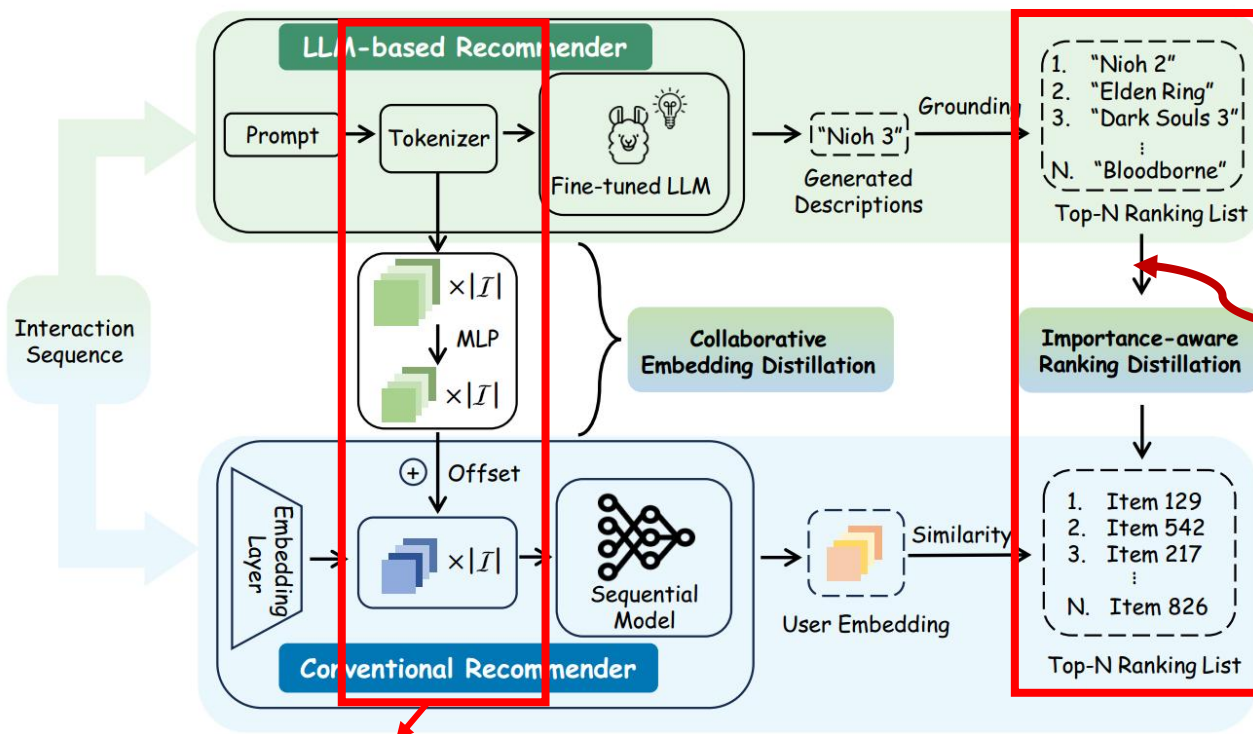 LLM-based Recommender
Prompt
Tokenizer
Fine-tuned LLM
"Nioh 3"
Generated
Descriptions
Grounding
1. "Nioh 2"
2. "Elden Ring"
3. "Dark Souls 3"
⋮
N. "Bloodborne"
Top-N Ranking List
Interaction
Sequence
×|𝓘|
MLP
×|𝓘|
Collaborative
Embedding Distillation
Importance-aware
Ranking Distillation
+ Offset
Embedding
Layer
×|𝓘|
Sequential
Model
User Embedding
Similarity
1. Item 129
2. Item 542
3. Item 217
⋮
N. Item 826
Top-N Ranking List
Conventional Recommender